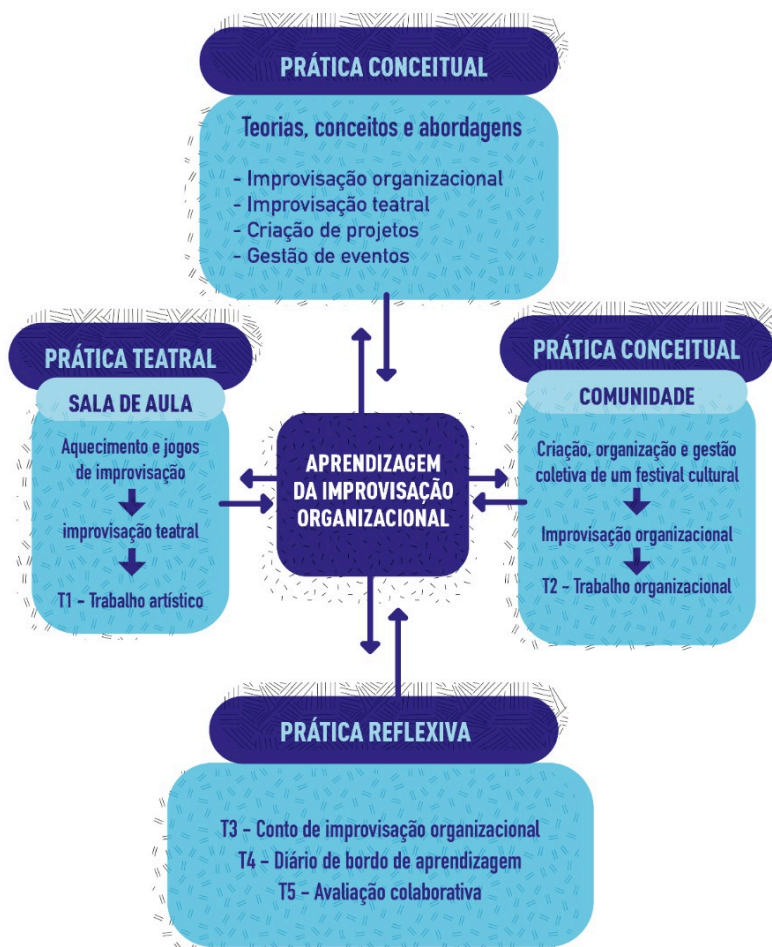 PRÁTICA CONCEITUAL
Teorias, conceitos e abordagens
- Improvisação organizacional
- Improvisação teatral
- Criação de projetos
- Gestão de eventos
PRÁTICA TEATRAL
SALA DE AULA
Aquecimento e jogos
de improvisação
improvisação teatral
T1 - Trabalho artístico
APRENDIZAGEM
DA IMPROVISAÇÃO
ORGANIZACIONAL
PRÁTICA CONCEITUAL
COMUNIDADE
Criação, organização e gestão
coletiva de um festival cultural
Improvisação organizacional
T2 - Trabalho organizacional
PRÁTICA REFLEXIVA
T3 - Conto de improvisação organizacional
T4 - Diário de bordo de aprendizagem
T5 - Avaliação colaborativa